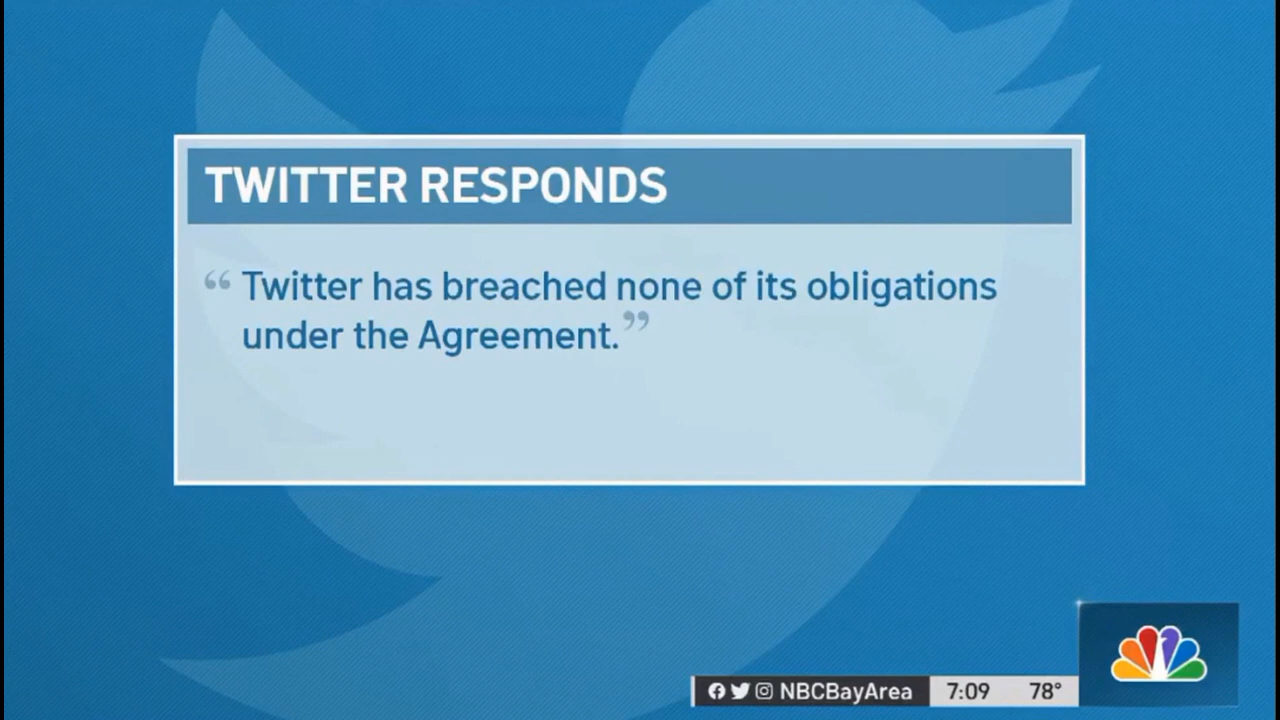 TWITTER RESPONDS
“ Twitter has breached none of its obligations
under the Agreement. ”
NBCBayArea 7:09 78°